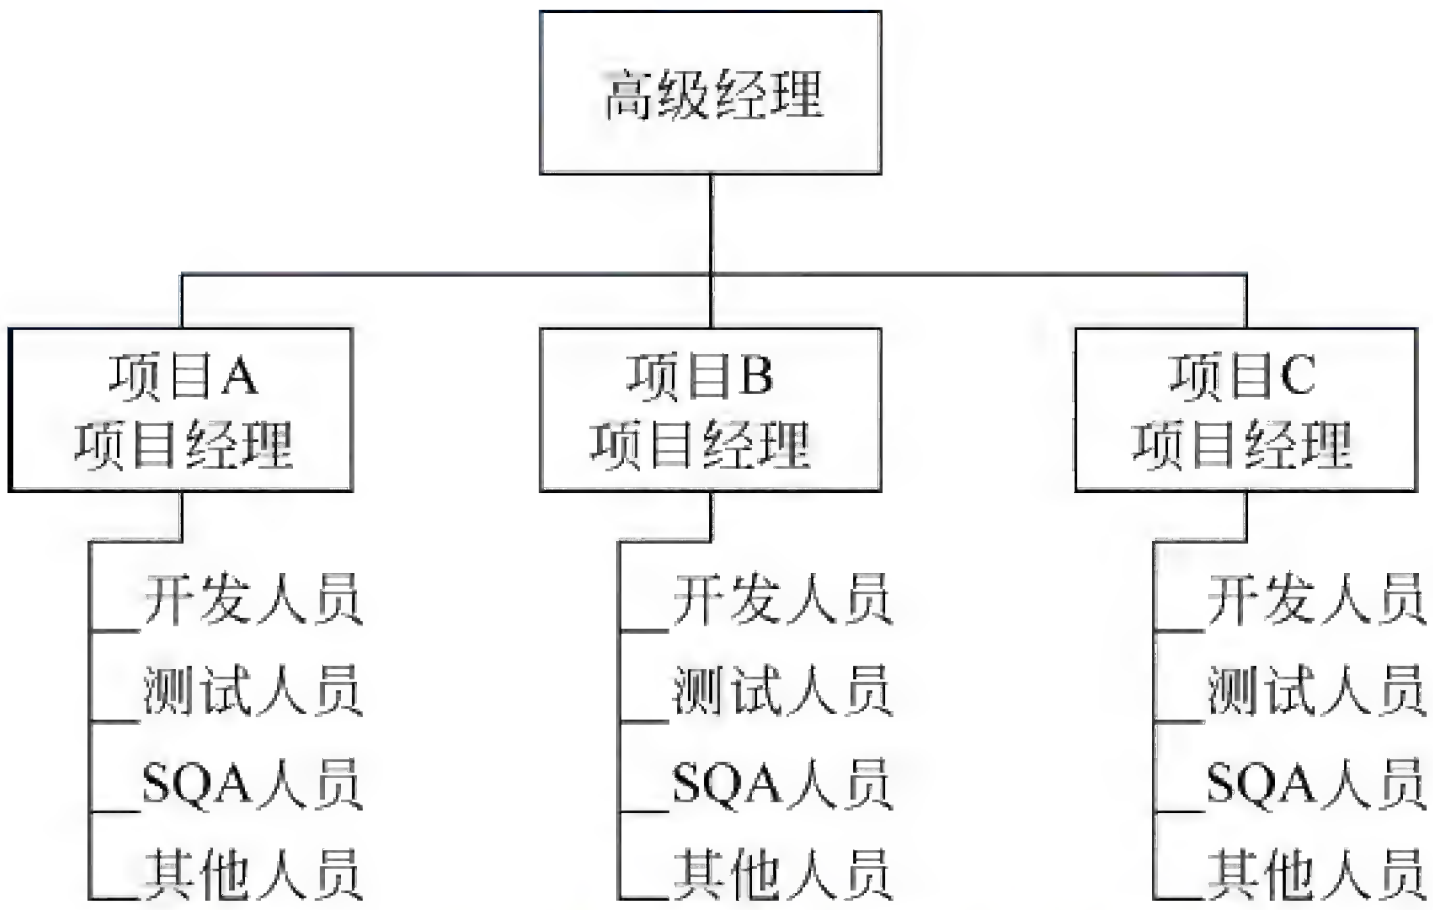 高级经理
项目A
项目经理
项目B
项目经理
项目C
项目经理
开发人员
测试人员
SQA人员
其他人员
开发人员
测试人员
SQA人员
其他人员
开发人员
测试人员
SQA人员
其他人员